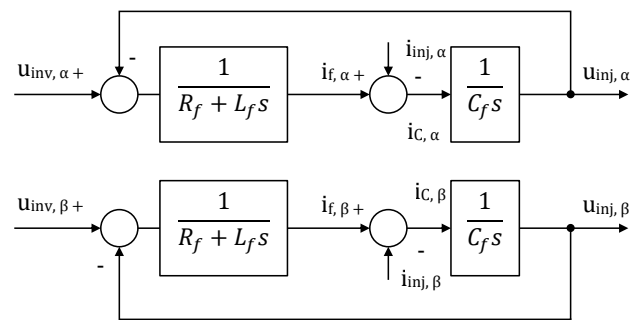 -
i_inj, α
u_inv, α +
1
R_f + L_f s
i_f, α +
-
1
C_f s
u_inj, α
i_C, α
u_inv, β +
1
R_f + L_f s
i_f, β +
i_C, β
1
C_f s
u_inj, β
-
-
i_inj, β